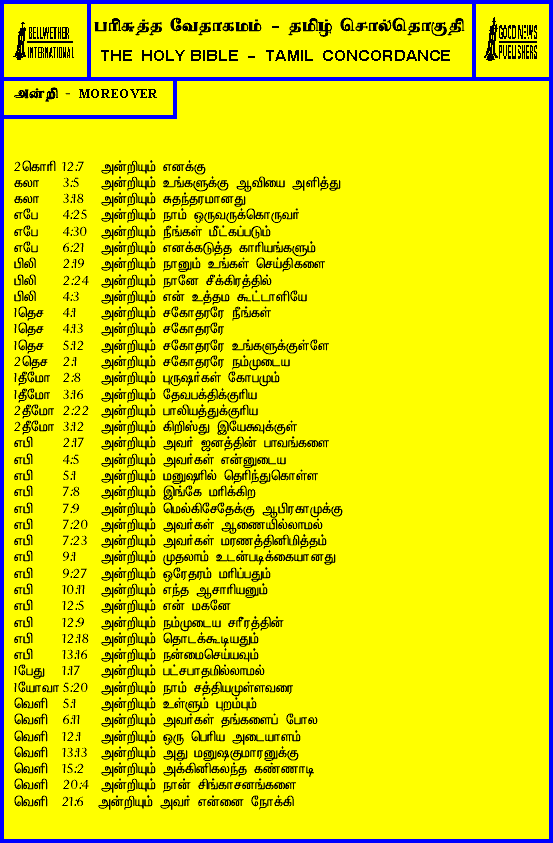 BELLWETHER
INTERNATIONAL
பரிசுத்த வேதாகமம் - தமிழ் சொல்தொகுதி
THE HOLY BIBLE - TAMIL CONCORDANCE
GOOD NEWS
PUBLISHERS
அன்றி - MOREOVER
2கொரி 12:7 அன்றியும் எனக்கு
கலா 3:5 அன்றியும் உங்களுக்கு ஆவியை அளித்து
கலா 3:18 அன்றியும் சுதந்தரமானது
எபே 4:25 அன்றியும் நாம் ஒருவருக்கொருவர்
எபே 4:30 அன்றியும் நீங்கள் மீட்கப்படும்
எபே 6:21 அன்றியும் எனக்கடுத்த காரியங்களும்
பிலி 2:19 அன்றியும் நானும் உங்கள் செய்திகளை
பிலி 2:24 அன்றியும் நானே சீக்கிரத்தில்
பிலி 4:3 அன்றியும் என் உத்தம கூட்டாளியே
1தெச 4:1 அன்றியும் சகோதரரே நீங்கள்
1தெச 4:13 அன்றியும் சகோதரரே
1தெச 5:12 அன்றியும் சகோதரரே உங்களுக்குள்ளே
2தெச 2:1 அன்றியும் சகோதரரே நம்முடைய
1தீமோ 2:8 அன்றியும் புருஷர்கள் கோபமும்
1தீமோ 3:16 அன்றியும் தேவபக்திக்குரிய
2தீமோ 2:22 அன்றியும் பாலியத்துக்குரிய
2தீமோ 3:12 அன்றியும் கிறிஸ்து இயேசுவுக்குள்
எபி 2:17 அன்றியும் அவர் ஜனத்தின் பாவங்களை
எபி 4:5 அன்றியும் அவர்கள் என்னுடைய
எபி 5:1 அன்றியும் மனுஷரில் தெரிந்துகொள்ள
எபி 7:8 அன்றியும் இங்கே மரிக்கிற
எபி 7:9 அன்றியும் மெல்கிசேதேக்கு ஆபிரகாமுக்கு
எபி 7:20 அன்றியும் அவர்கள் ஆணையில்லாமல்
எபி 7:23 அன்றியும் அவர்கள் மரணத்தினிமித்தம்
எபி 9:1 அன்றியும் முதலாம் உடன்படிக்கையானது
எபி 9:27 அன்றியும் ஒரேதரம் மரிப்பதும்
எபி 10:11 அன்றியும் எந்த ஆசாரியனும்
எபி 12:5 அன்றியும் என் மகனே
எபி 12:9 அன்றியும் நம்முடைய சரீரத்தின்
எபி 12:18 அன்றியும் தொடக்கூடியதும்
எபி 13:16 அன்றியும் நன்மைசெய்யவும்
1பேது 1:17 அன்றியும் பட்சபாதமில்லாமல்
1யோவா 5:20 அன்றியும் நாம் சத்தியமுள்ளவரை
வெளி 5:1 அன்றியும் உள்ளும் புறம்பும்
வெளி 6:11 அன்றியும் அவர்கள் தங்களைப் போல
வெளி 12:1 அன்றியும் ஒரு பெரிய அடையாளம்
வெளி 13:13 அன்றியும் அது மனுஷகுமாரனுக்கு
வெளி 15:2 அன்றியும் அக்கினிகலந்த கண்ணாடி
வெளி 20:4 அன்றியும் நான் சிங்காசனங்களை
வெளி 21:6 அன்றியும் அவர் என்னை நோக்கி